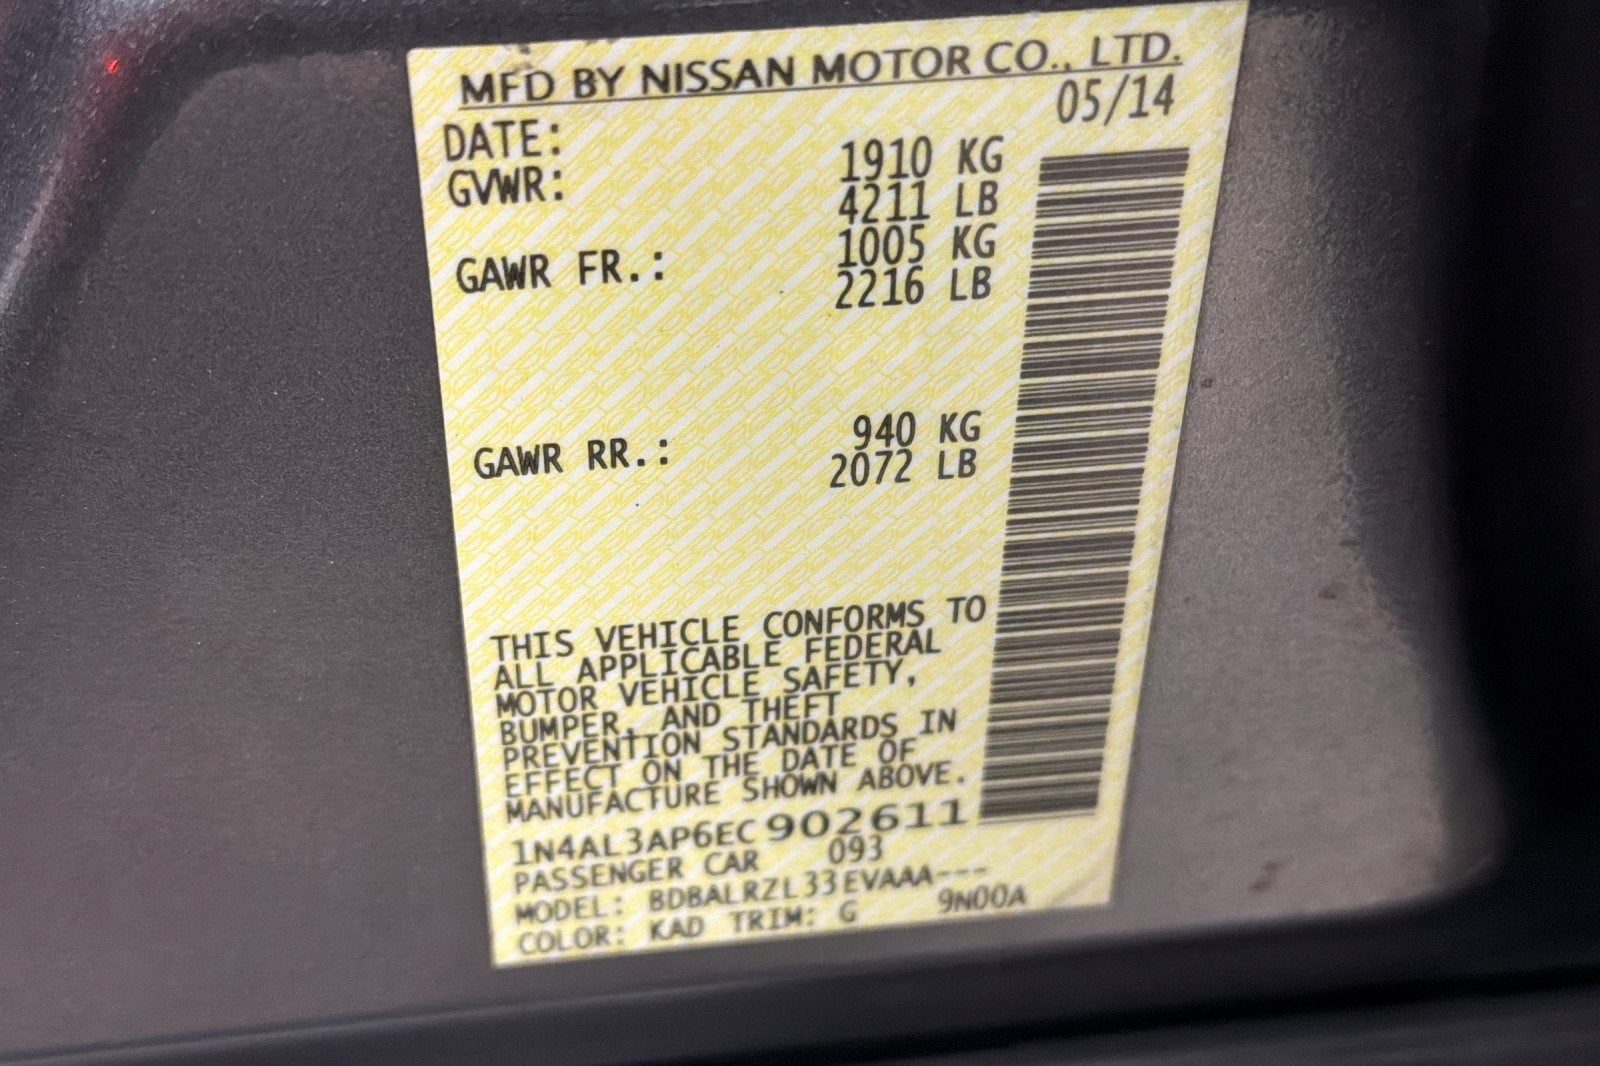 MFD BY NISSAN MOTOR CO., LTD.
DATE: 05/14
GVWR: 1910 KG
4211 LB
GAWR FR.: 1005 KG
2216 LB
GAWR RR.: 940 KG
2072 LB
THIS VEHICLE CONFORMS TO
ALL APPLICABLE FEDERAL
MOTOR VEHICLE SAFETY,
BUMPER, AND THEFT
PREVENTION STANDARDS IN
EFFECT ON THE DATE OF
MANUFACTURE SHOWN ABOVE.
1N4AL3AP6EC902611
PASSENGER CAR 093
MODEL: BDBALRZL33EVAAA---
COLOR: KAD TRIM: G 9N00A